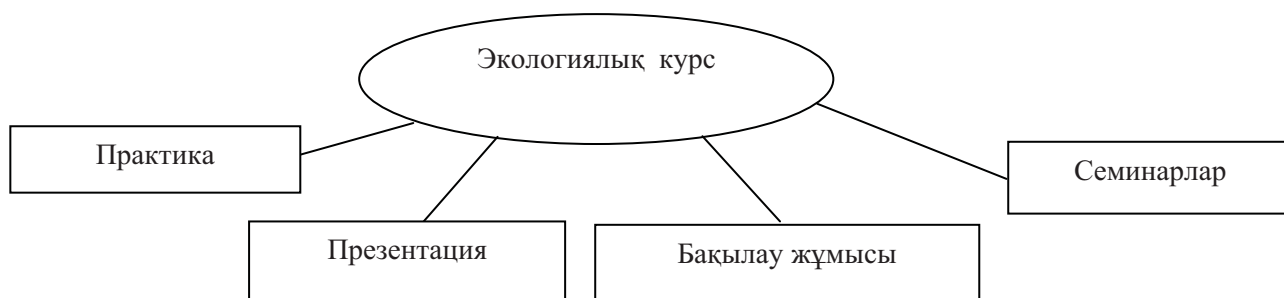 Экологиялық курс
Практика
Семинарлар
Презентация
Бақылау жұмысы